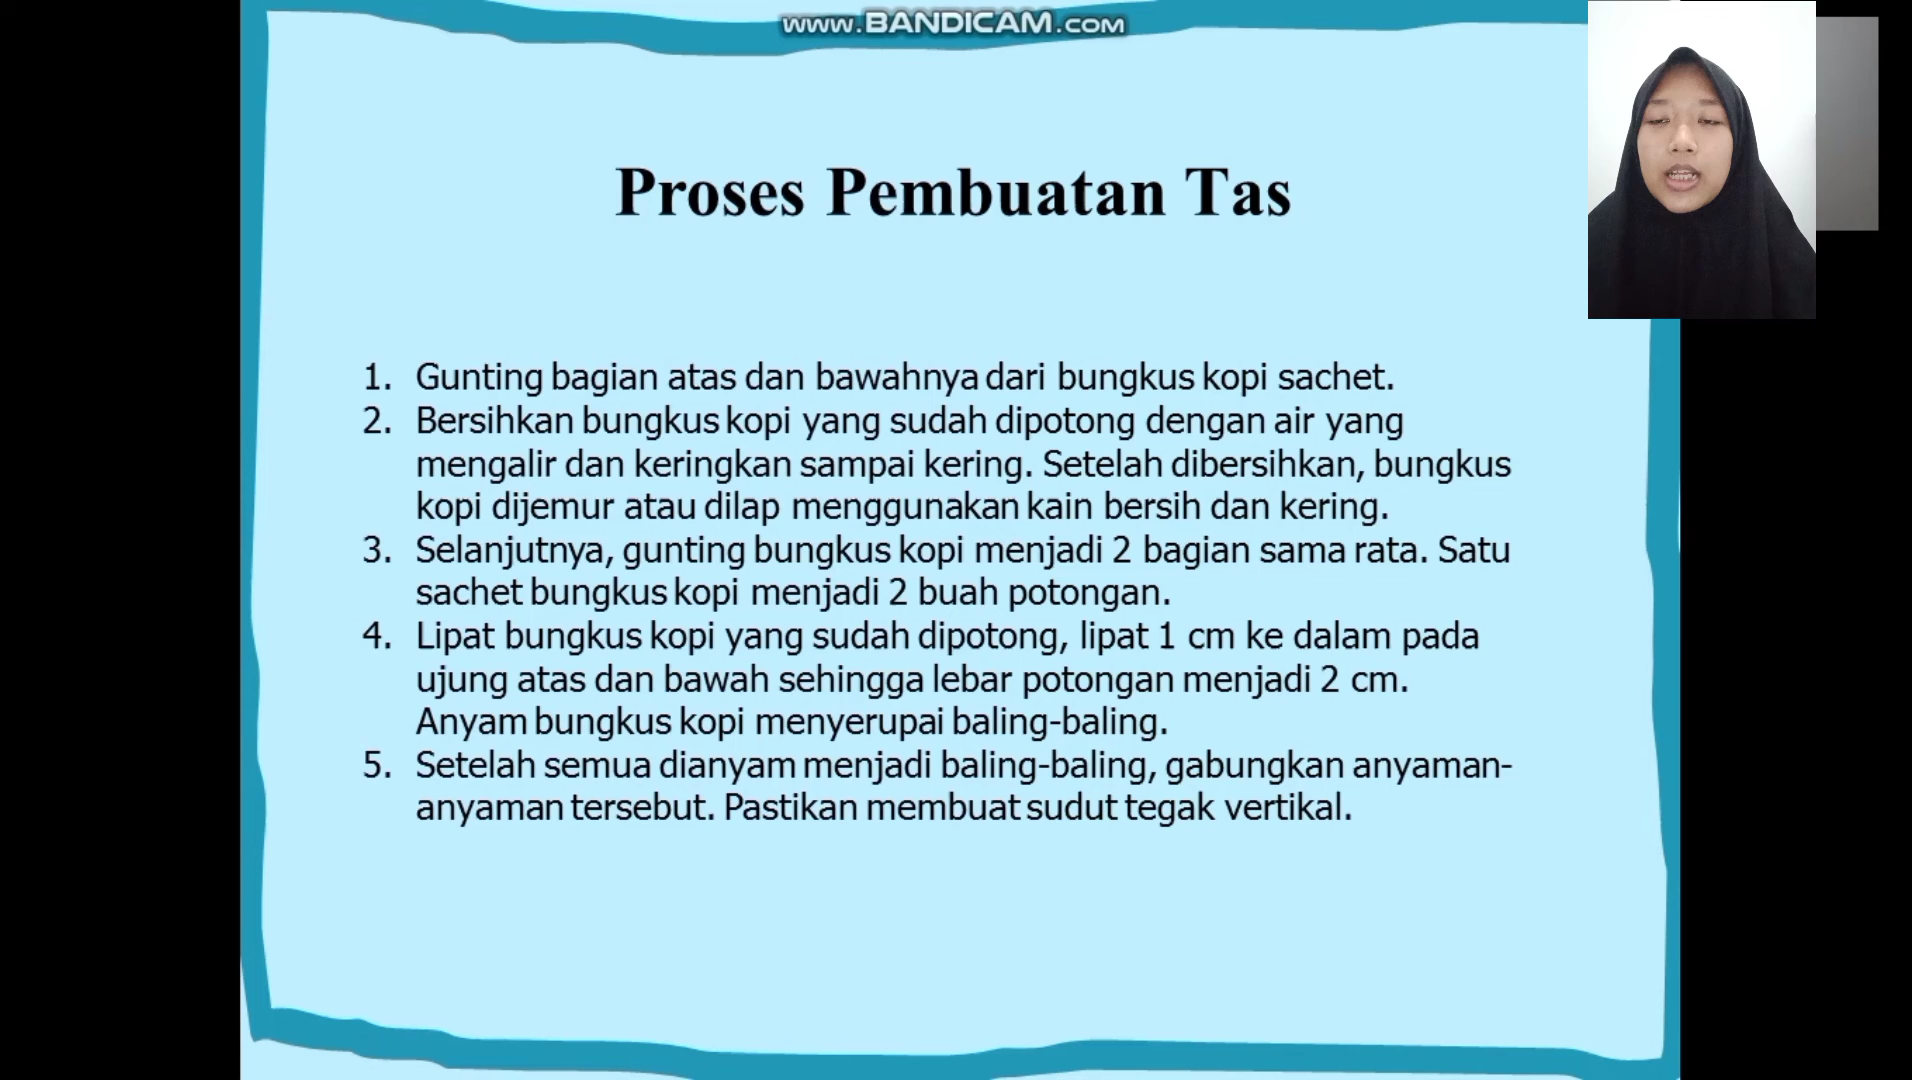 www.BANDICAM.com
Proses Pembuatan Tas
1. Gunting bagian atas dan bawahnya dari bungkus kopi sachet.
2. Bersihkan bungkus kopi yang sudah dipotong dengan air yang
mengalir dan keringkan sampai kering. Setelah dibersihkan, bungkus
kopi dijemur atau dilap menggunakan kain bersih dan kering.
3. Selanjutnya, gunting bungkus kopi menjadi 2 bagian sama rata. Satu
sachet bungkus kopi menjadi 2 buah potongan.
4. Lipat bungkus kopi yang sudah dipotong, lipat 1 cm ke dalam pada
ujung atas dan bawah sehingga lebar potongan menjadi 2 cm.
Anyam bungkus kopi menyerupai baling-baling.
5. Setelah semua dianyam menjadi baling-baling, gabungkan anyaman-
anyaman tersebut. Pastikan membuat sudut tegak vertikal.